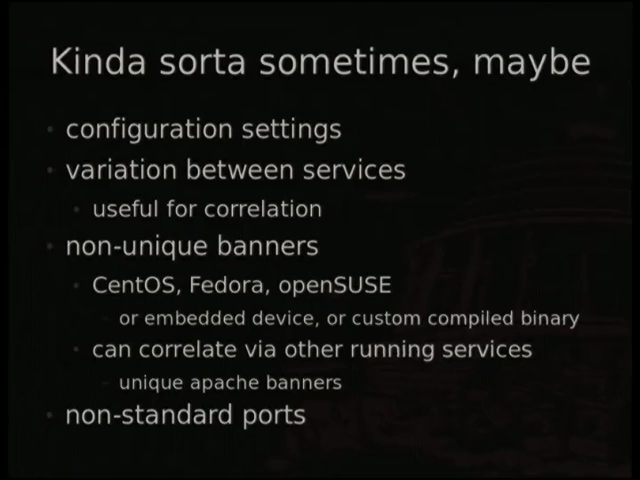 Kinda sorta sometimes, maybe
configuration settings
variation between services
useful for correlation
non-unique banners
CentOS, Fedora, openSUSE
or embedded device, or custom compiled binary
can correlate via other running services
unique apache banners
non-standard ports